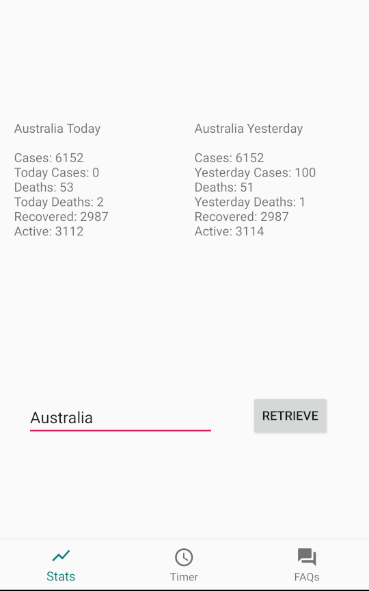 Australia Today
Cases: 6152
Today Cases: 0
Deaths: 53
Today Deaths: 2
Recovered: 2987
Active: 3112
Australia Yesterday
Cases: 6152
Yesterday Cases: 100
Deaths: 51
Yesterday Deaths: 1
Recovered: 2987
Active: 3114
Australia
RETRIEVE
Stats
Timer
FAQs